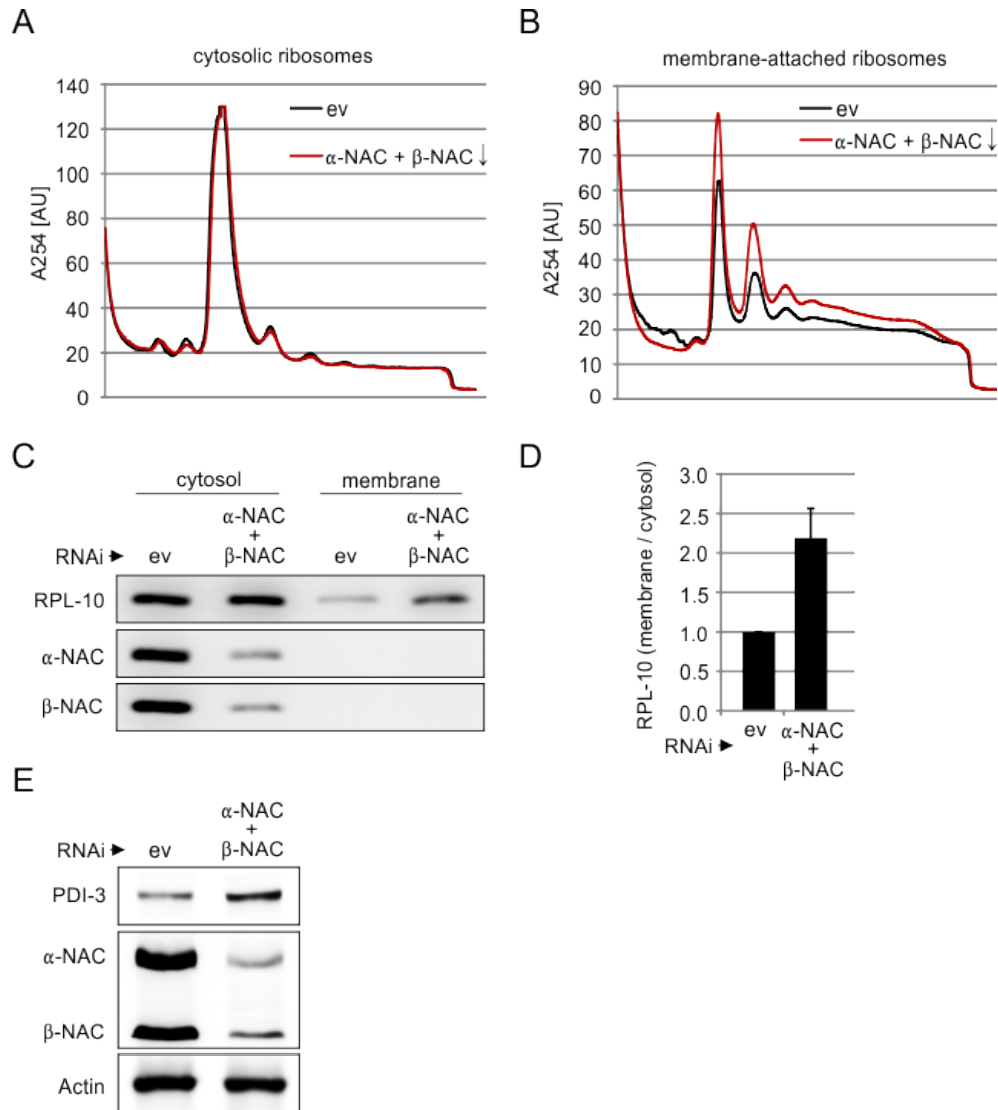 A
cytosolic ribosomes
140
120
100
80
60
40
20
0
A254 [AU]
ev
α-NAC + β-NAC ↓
B
membrane-attached ribosomes
90
80
70
60
50
40
30
20
10
0
A254 [AU]
ev
α-NAC + β-NAC ↓
C
cytosol membrane
RNAi ► ev α-NAC + β-NAC ev α-NAC + β-NAC
RPL-10
α-NAC
β-NAC
D
RPL-10 (membrane / cytosol)
3.0
2.5
2.0
1.5
1.0
0.5
0.0
RNAi ► ev α-NAC + β-NAC
E
RNAi ► ev α-NAC + β-NAC
PDI-3
α-NAC
β-NAC
Actin